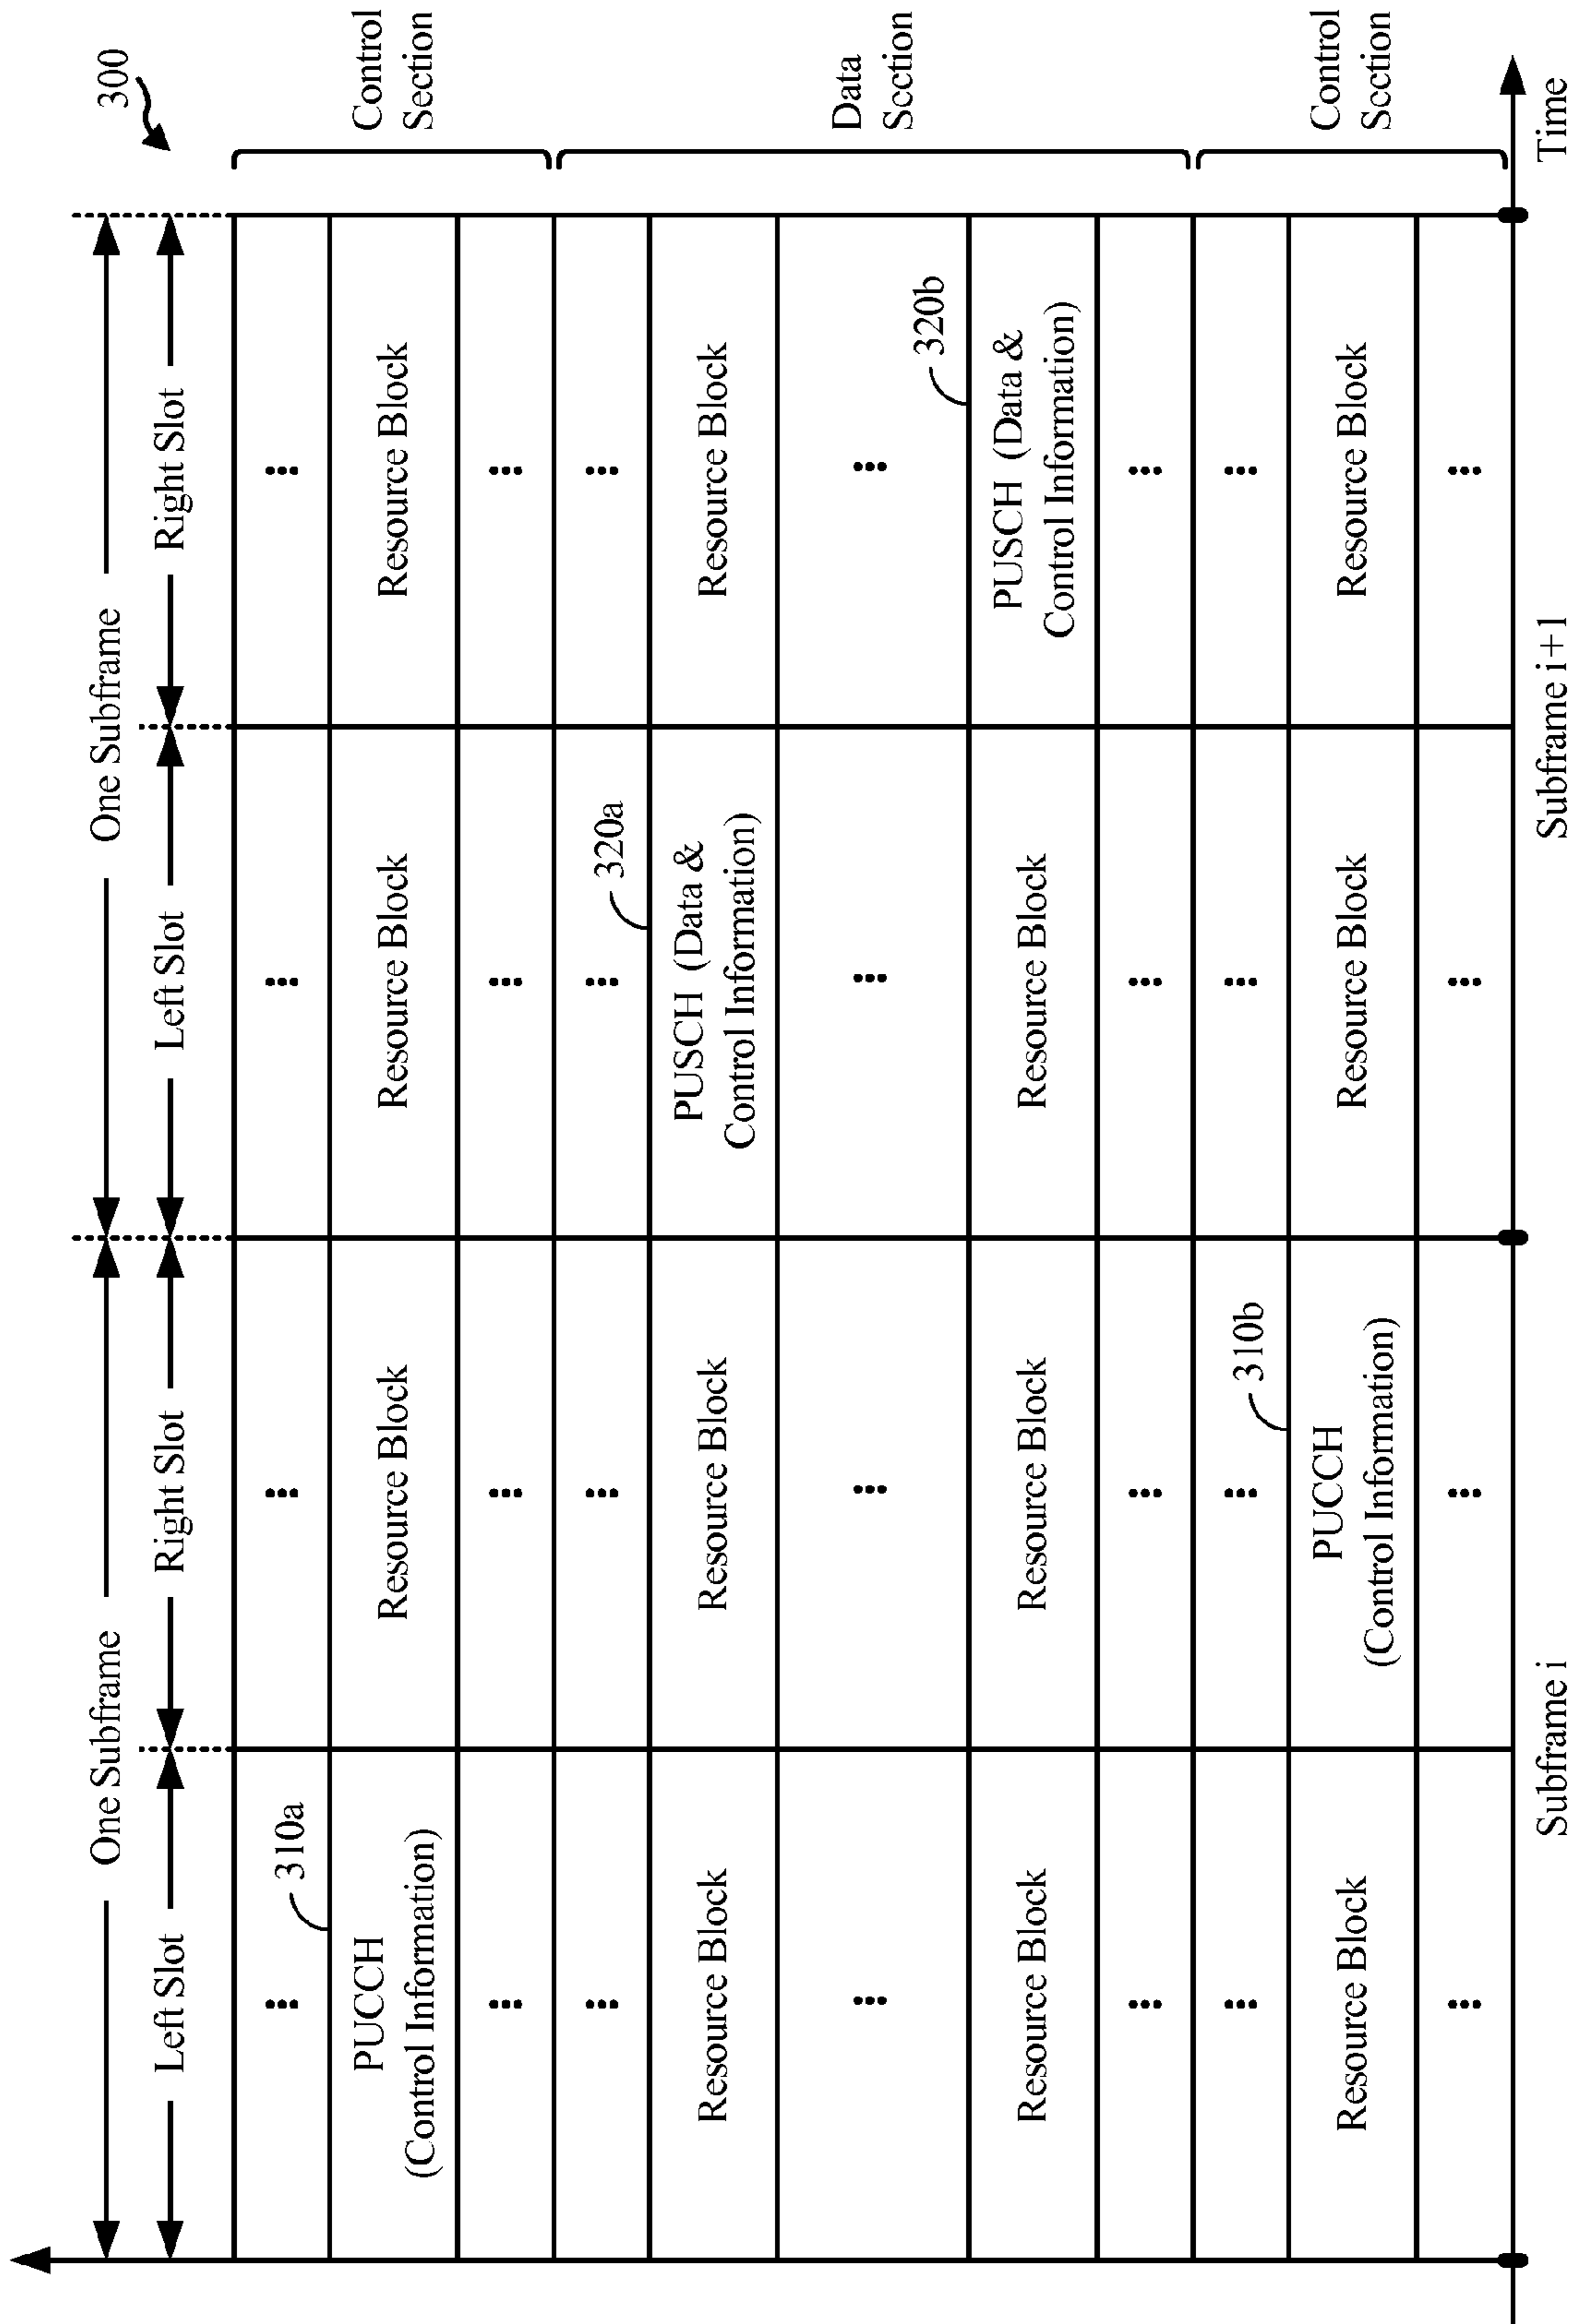 300
One Subframe
One Subframe
Left Slot
Right Slot
Left Slot
Right Slot
310a
PUCCH
(Control Information)
Resource Block
Resource Block
Resource Block
Control
Section
320a
Resource Block
Resource Block
PUSCH (Data &
Control Information)
Resource Block
Data
Scction
320b
Resource Block
Resource Block
Resource Block
PUSCH (Data &
Control Information)
310b
Resource Block
PUCCH
(Control Information)
Resource Block
Resource Block
Control
Scction
Subframe i
Subframe i+1
Time